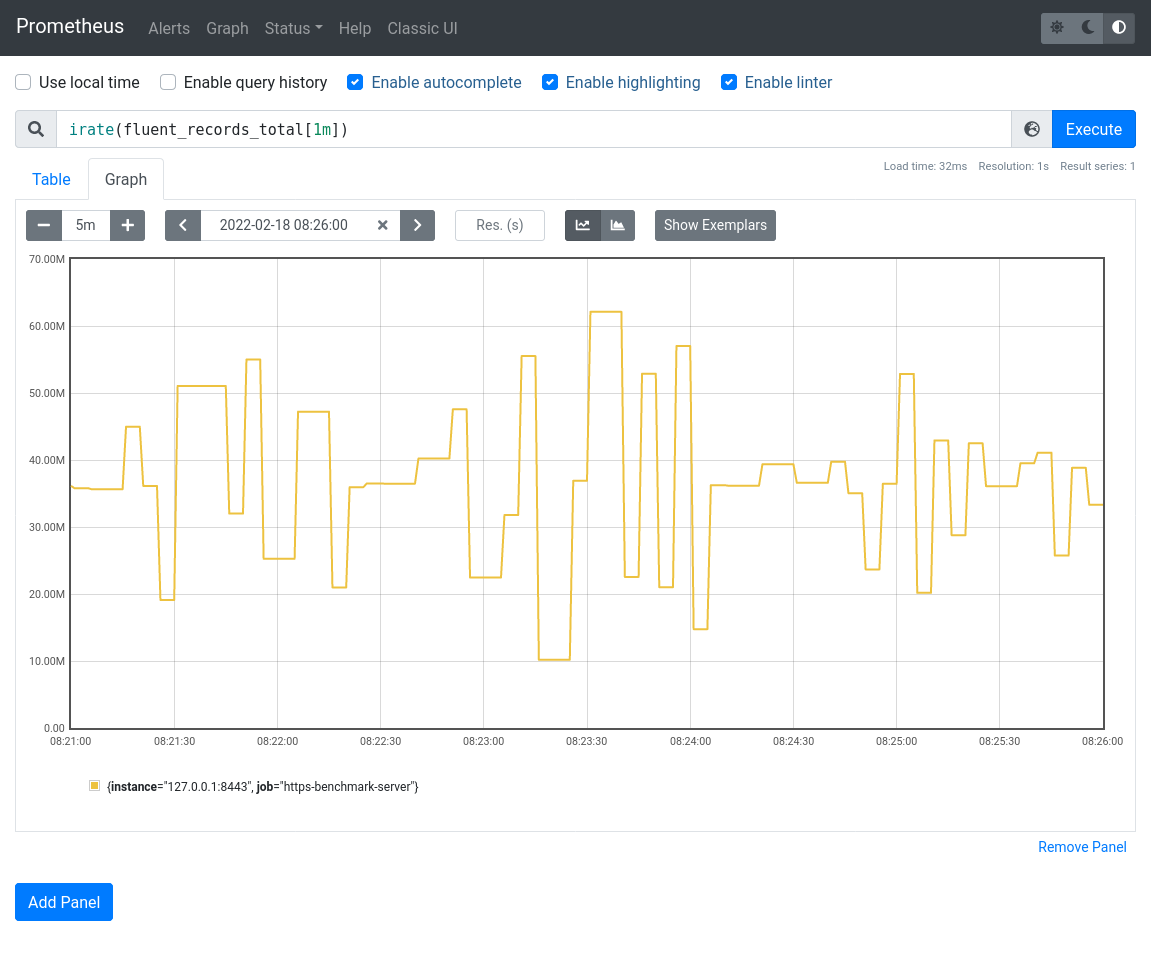 Prometheus Alerts Graph Status Help Classic UI
Use local time Enable query history Enable autocomplete Enable highlighting Enable linter
irate(fluent_records_total[1m]) Execute
Load time: 32ms Resolution: 1s Result series: 1
Table Graph
5m 2022-02-18 08:26:00 Res. (s) Show Exemplars
70.00M
60.00M
50.00M
40.00M
30.00M
20.00M
10.00M
0.00
08:21:00 08:21:30 08:22:00 08:22:30 08:23:00 08:23:30 08:24:00 08:24:30 08:25:00 08:25:30 08:26:00
{instance="127.0.0.1:8443", job="https-benchmark-server"}
Remove Panel
Add Panel